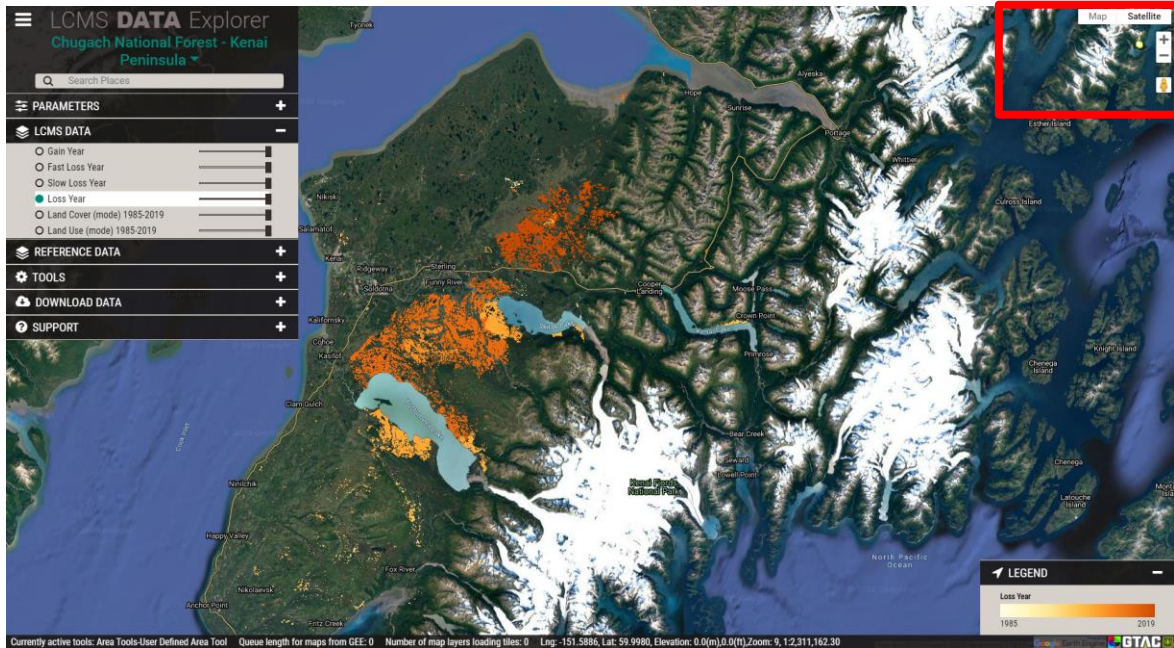 LCMS DATA Explorer
Chugach National Forest - Kenai
Peninsula
Search Places
PARAMETERS +
LCMS DATA −
Gain Year
Fast Loss Year
Slow Loss Year
Loss Year
Land Cover (mode) 1985-2019
Land Use (mode) 1985-2019
REFERENCE DATA +
TOOLS +
DOWNLOAD DATA +
SUPPORT +
Map Satellite
+
−
Tyonek
Alyeska
Hope
Sunrise
Portage
Esther Island
Whittier
Culross Island
Nikisk
Salamatof
Kenai
Ridgeway
Sterling
Soldotna
Funny River
Cooper
Landing
Moose Pass
Crown Point
Kalifornsky
Cohoe
Kasilof
Primrose
Knight Island
Chenega
Island
Clam Gulch
Cook Inlet
Bear Creek
Seward
Lowell Point
Kenai Fjords
National Park
Chenega
Latouche
Island
Ninilchik
Happy Valley
North Pacific
Ocean
Fox River
Nikolaevsk
Anchor Point
Fritz Creek
LEGEND −
Loss Year
1985 2019
Currently active tools: Area Tools-User Defined Area Tool Queue length for maps from GEE: 0 Number of map layers loading tiles: 0 Lng: -151.5886, Lat: 59.9980, Elevation: 0.0(m),0.0(ft),Zoom: 9, 1:2,311,162.30
Google Earth Engine GTAC